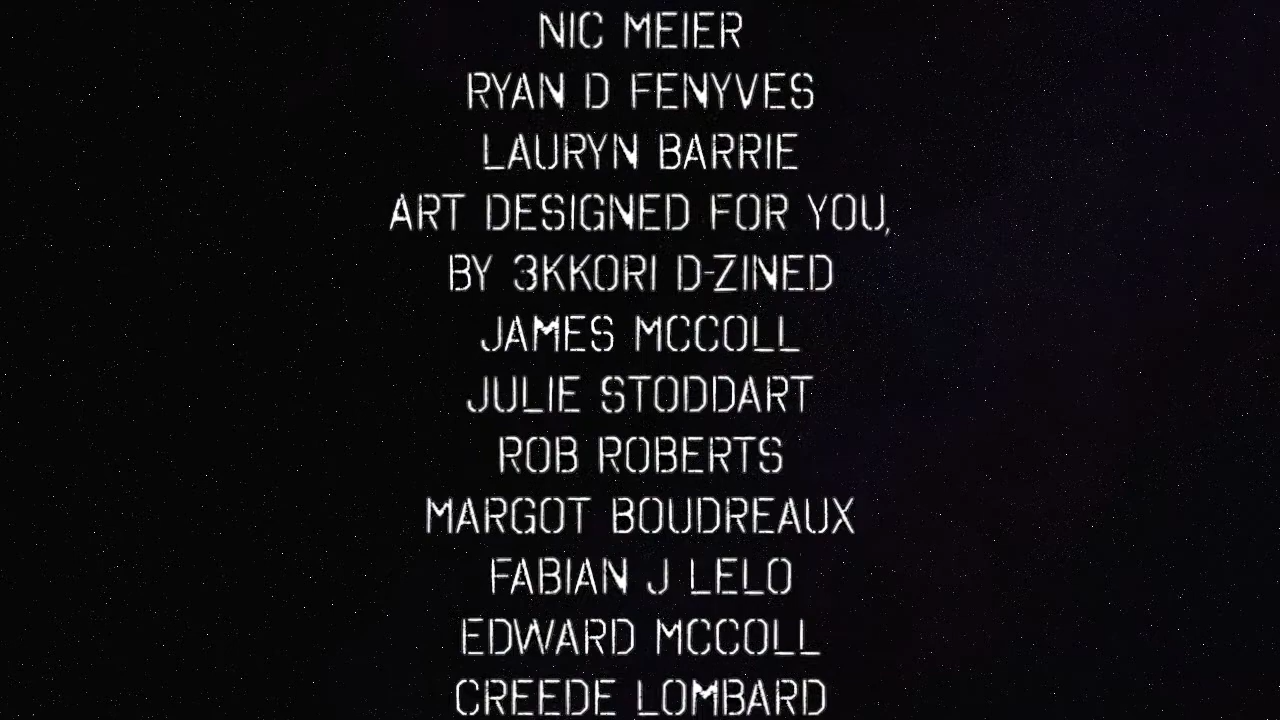 NIC MEIER
RYAN D FENYVES
LAURYN BARRIE
ART DESIGNED FOR YOU,
BY 3KKORI D-ZINED
JAMES MCCOLL
JULIE STODDART
ROB ROBERTS
MARGOT BOUDREAUX
FABIAN J LELO
EDWARD MCCOLL
CREEDE LOMBARD